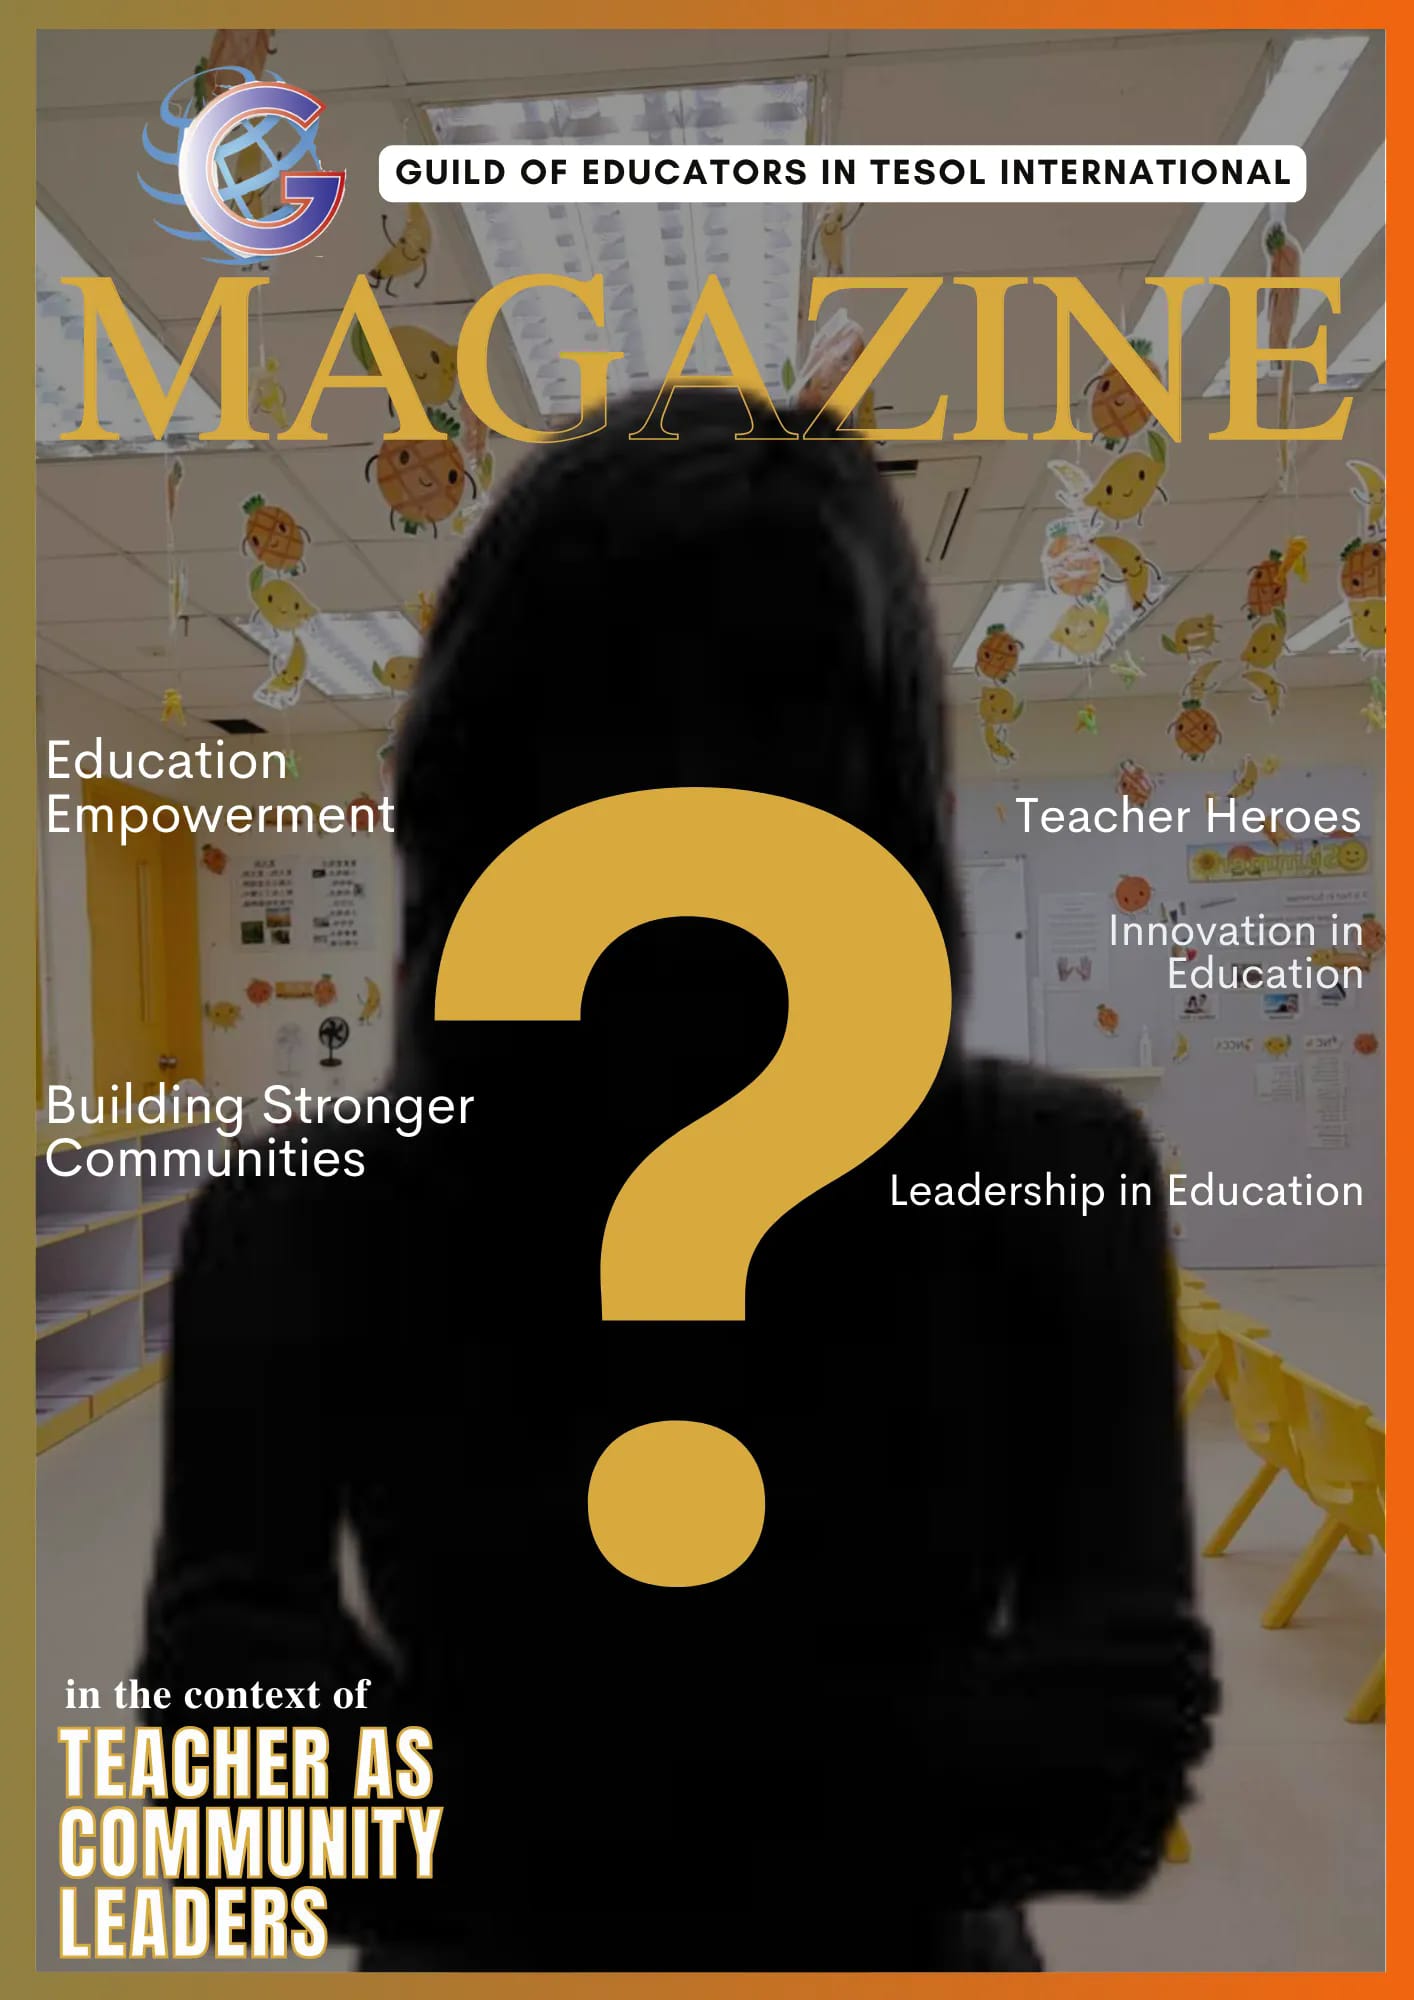 G
GUILD OF EDUCATORS IN TESOL INTERNATIONAL
MAGAZINE
Education
Empowerment
Teacher Heroes
Innovation in
Education
Building Stronger
Communities
Leadership in Education
?
in the context of
TEACHER AS
COMMUNITY
LEADERS